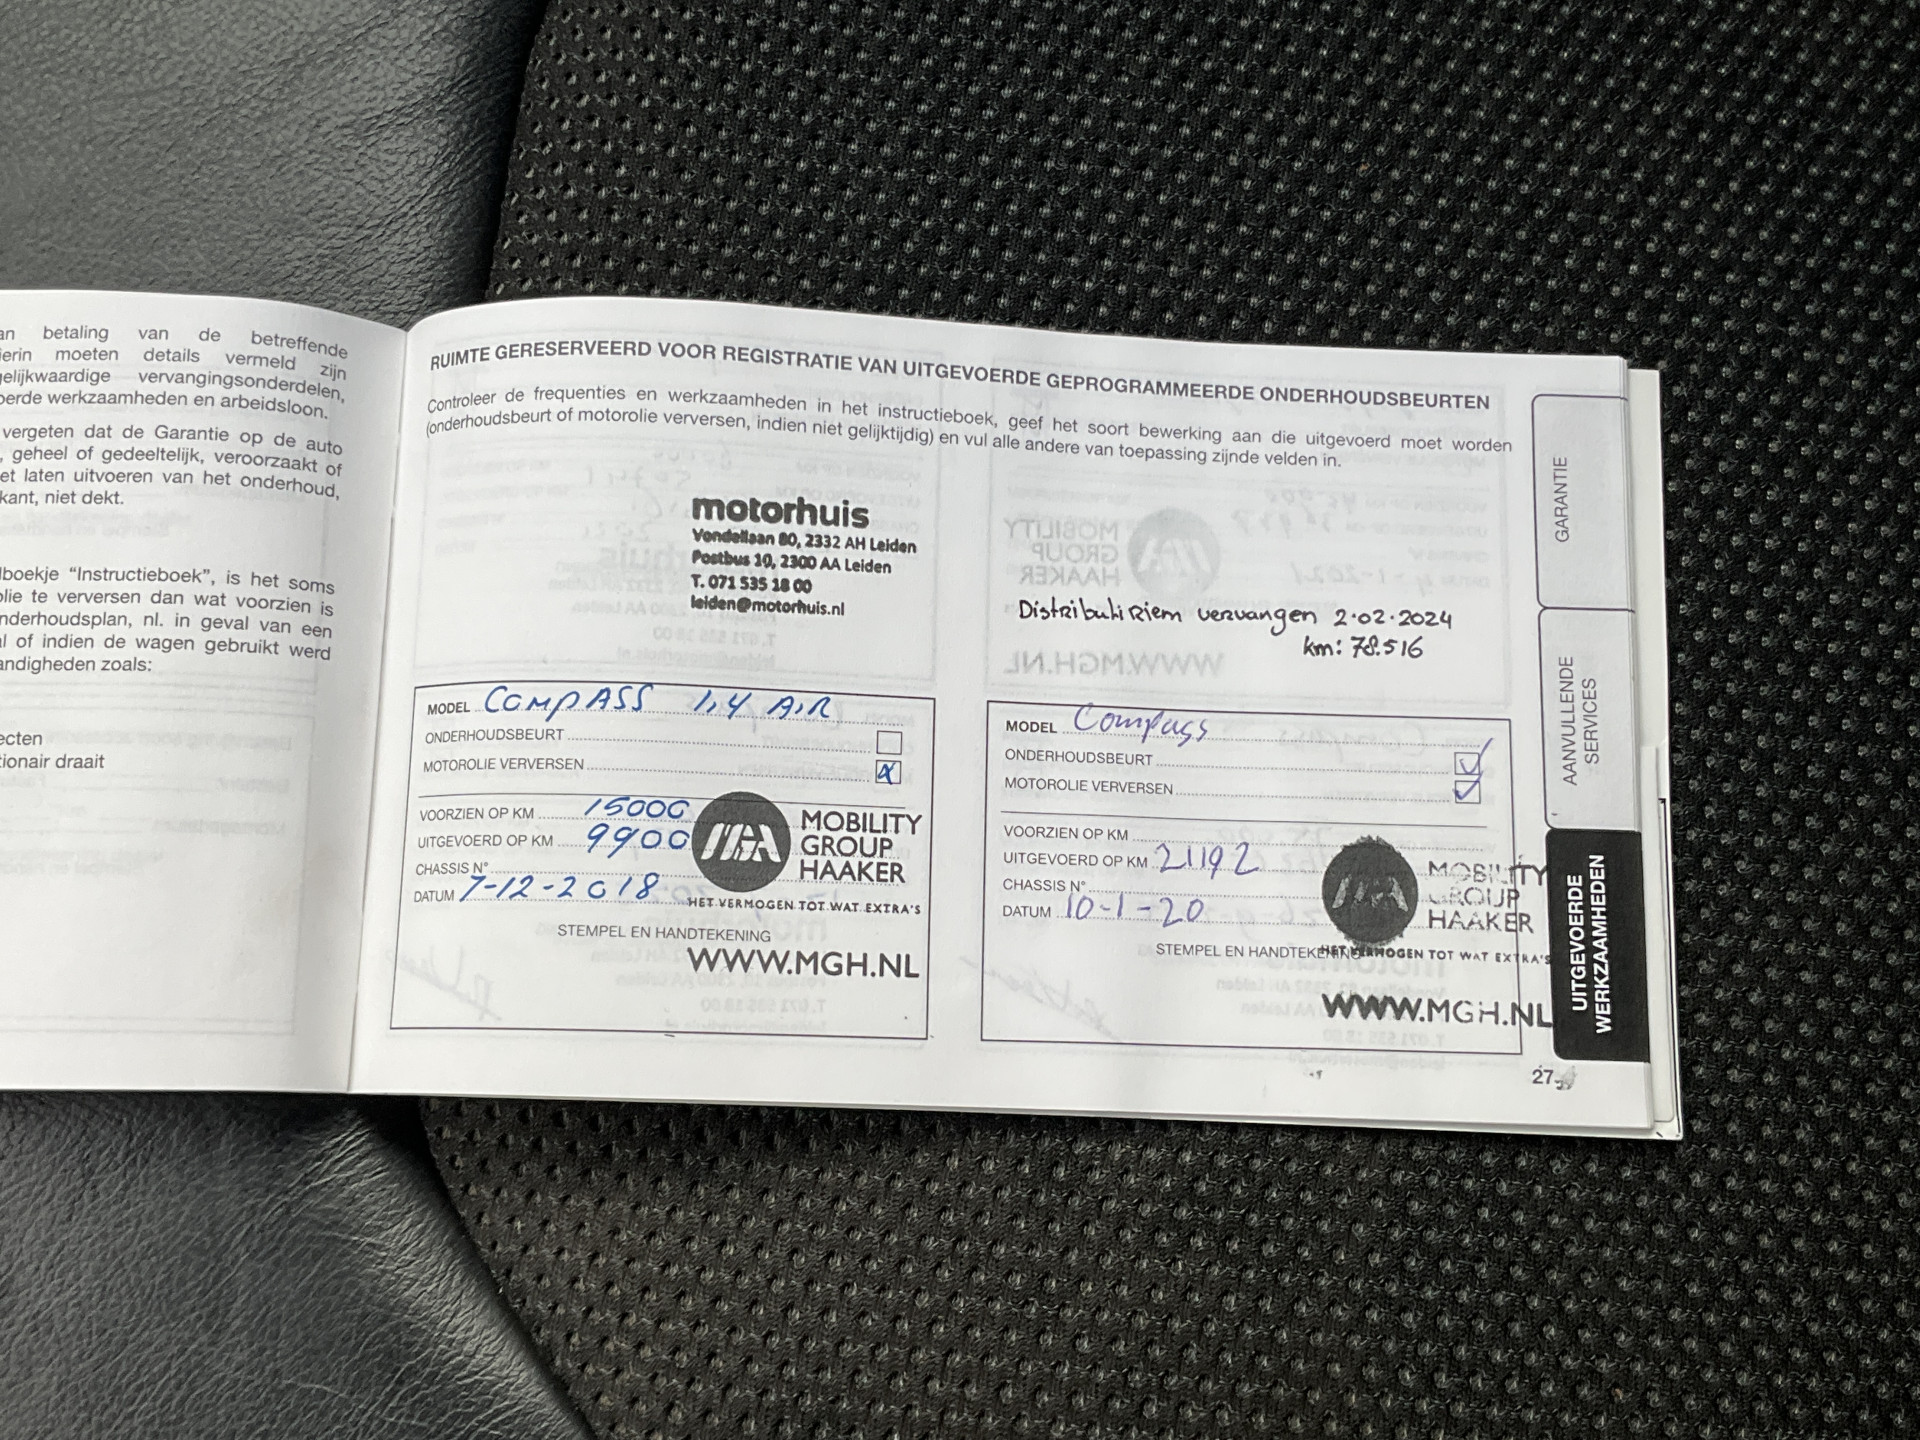 an betaling van de betreffende
ierin moeten details vermeld zijn
elijkwaardige vervangingsonderdelen,
oerde werkzaamheden en arbeidsloon.
vergeten dat de Garantie op de auto
, geheel of gedeeltelijk, veroorzaakt of
et laten uitvoeren van het onderhoud,
kant, niet dekt.
lboekje “Instructieboek”, is het soms
olie te verversen dan wat voorzien is
nderhoudsplan, nl. in geval van een
al of indien de wagen gebruikt werd
andigheden zoals:
ecten
tionair draait
RUIMTE GERESERVEERD VOOR REGISTRATIE VAN UITGEVOERDE GEPROGRAMMEERDE ONDERHOUDSBEURTEN
Controleer de frequenties en werkzaamheden in het instructieboek, geef het soort bewerking aan die uitgevoerd moet worden
(onderhoudsbeurt of motorolie verversen, indien niet gelijktijdig) en vul alle andere van toepassing zijnde velden in.
motorhuis
Vondellaan 80, 2332 AH Leiden
Postbus 10, 2300 AA Leiden
T. 071 535 18 00
leiden@motorhuis.nl
MODEL COMPASS 1,4 AIR
ONDERHOUDSBEURT
MOTOROLIE VERVERSEN x
VOORZIEN OP KM 15000
UITGEVOERD OP KM 9900
CHASSIS N°
DATUM 7-12-2018
MOBILITY
GROUP
HAAKER
HET VERMOGEN TOT WAT EXTRA'S
STEMPEL EN HANDTEKENING
WWW.MGH.NL
Distributi Riem vervangen 2.02.2024
km: 78.516
MODEL Compass
ONDERHOUDSBEURT
MOTOROLIE VERVERSEN
VOORZIEN OP KM
UITGEVOERD OP KM 21192
CHASSIS N°
DATUM 10-1-20
MOBILITY
GROUP
HAAKER
HET VERMOGEN TOT WAT EXTRA'S
STEMPEL EN HANDTEKENING
WWW.MGH.NL
27
GARANTIE
AANVULLENDE
SERVICES
UITGEVOERDE
WERKZAAMHEDEN